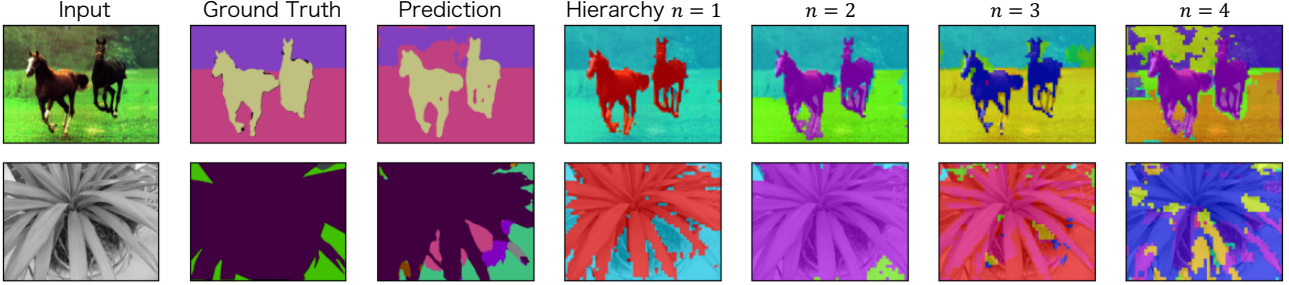 Input Ground Truth Prediction Hierarchy n = 1 n = 2 n = 3 n = 4